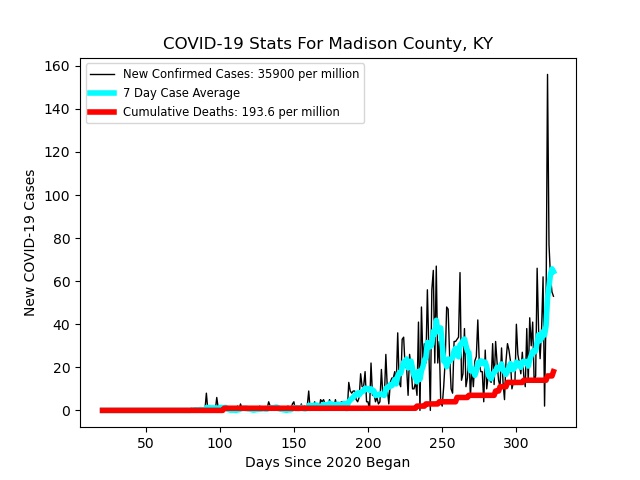 COVID-19 Stats For Madison County, KY
New Confirmed Cases: 35900 per million
7 Day Case Average
Cumulative Deaths: 193.6 per million
New COVID-19 Cases
160
140
120
100
80
60
40
20
0
50 100 150 200 250 300
Days Since 2020 Began